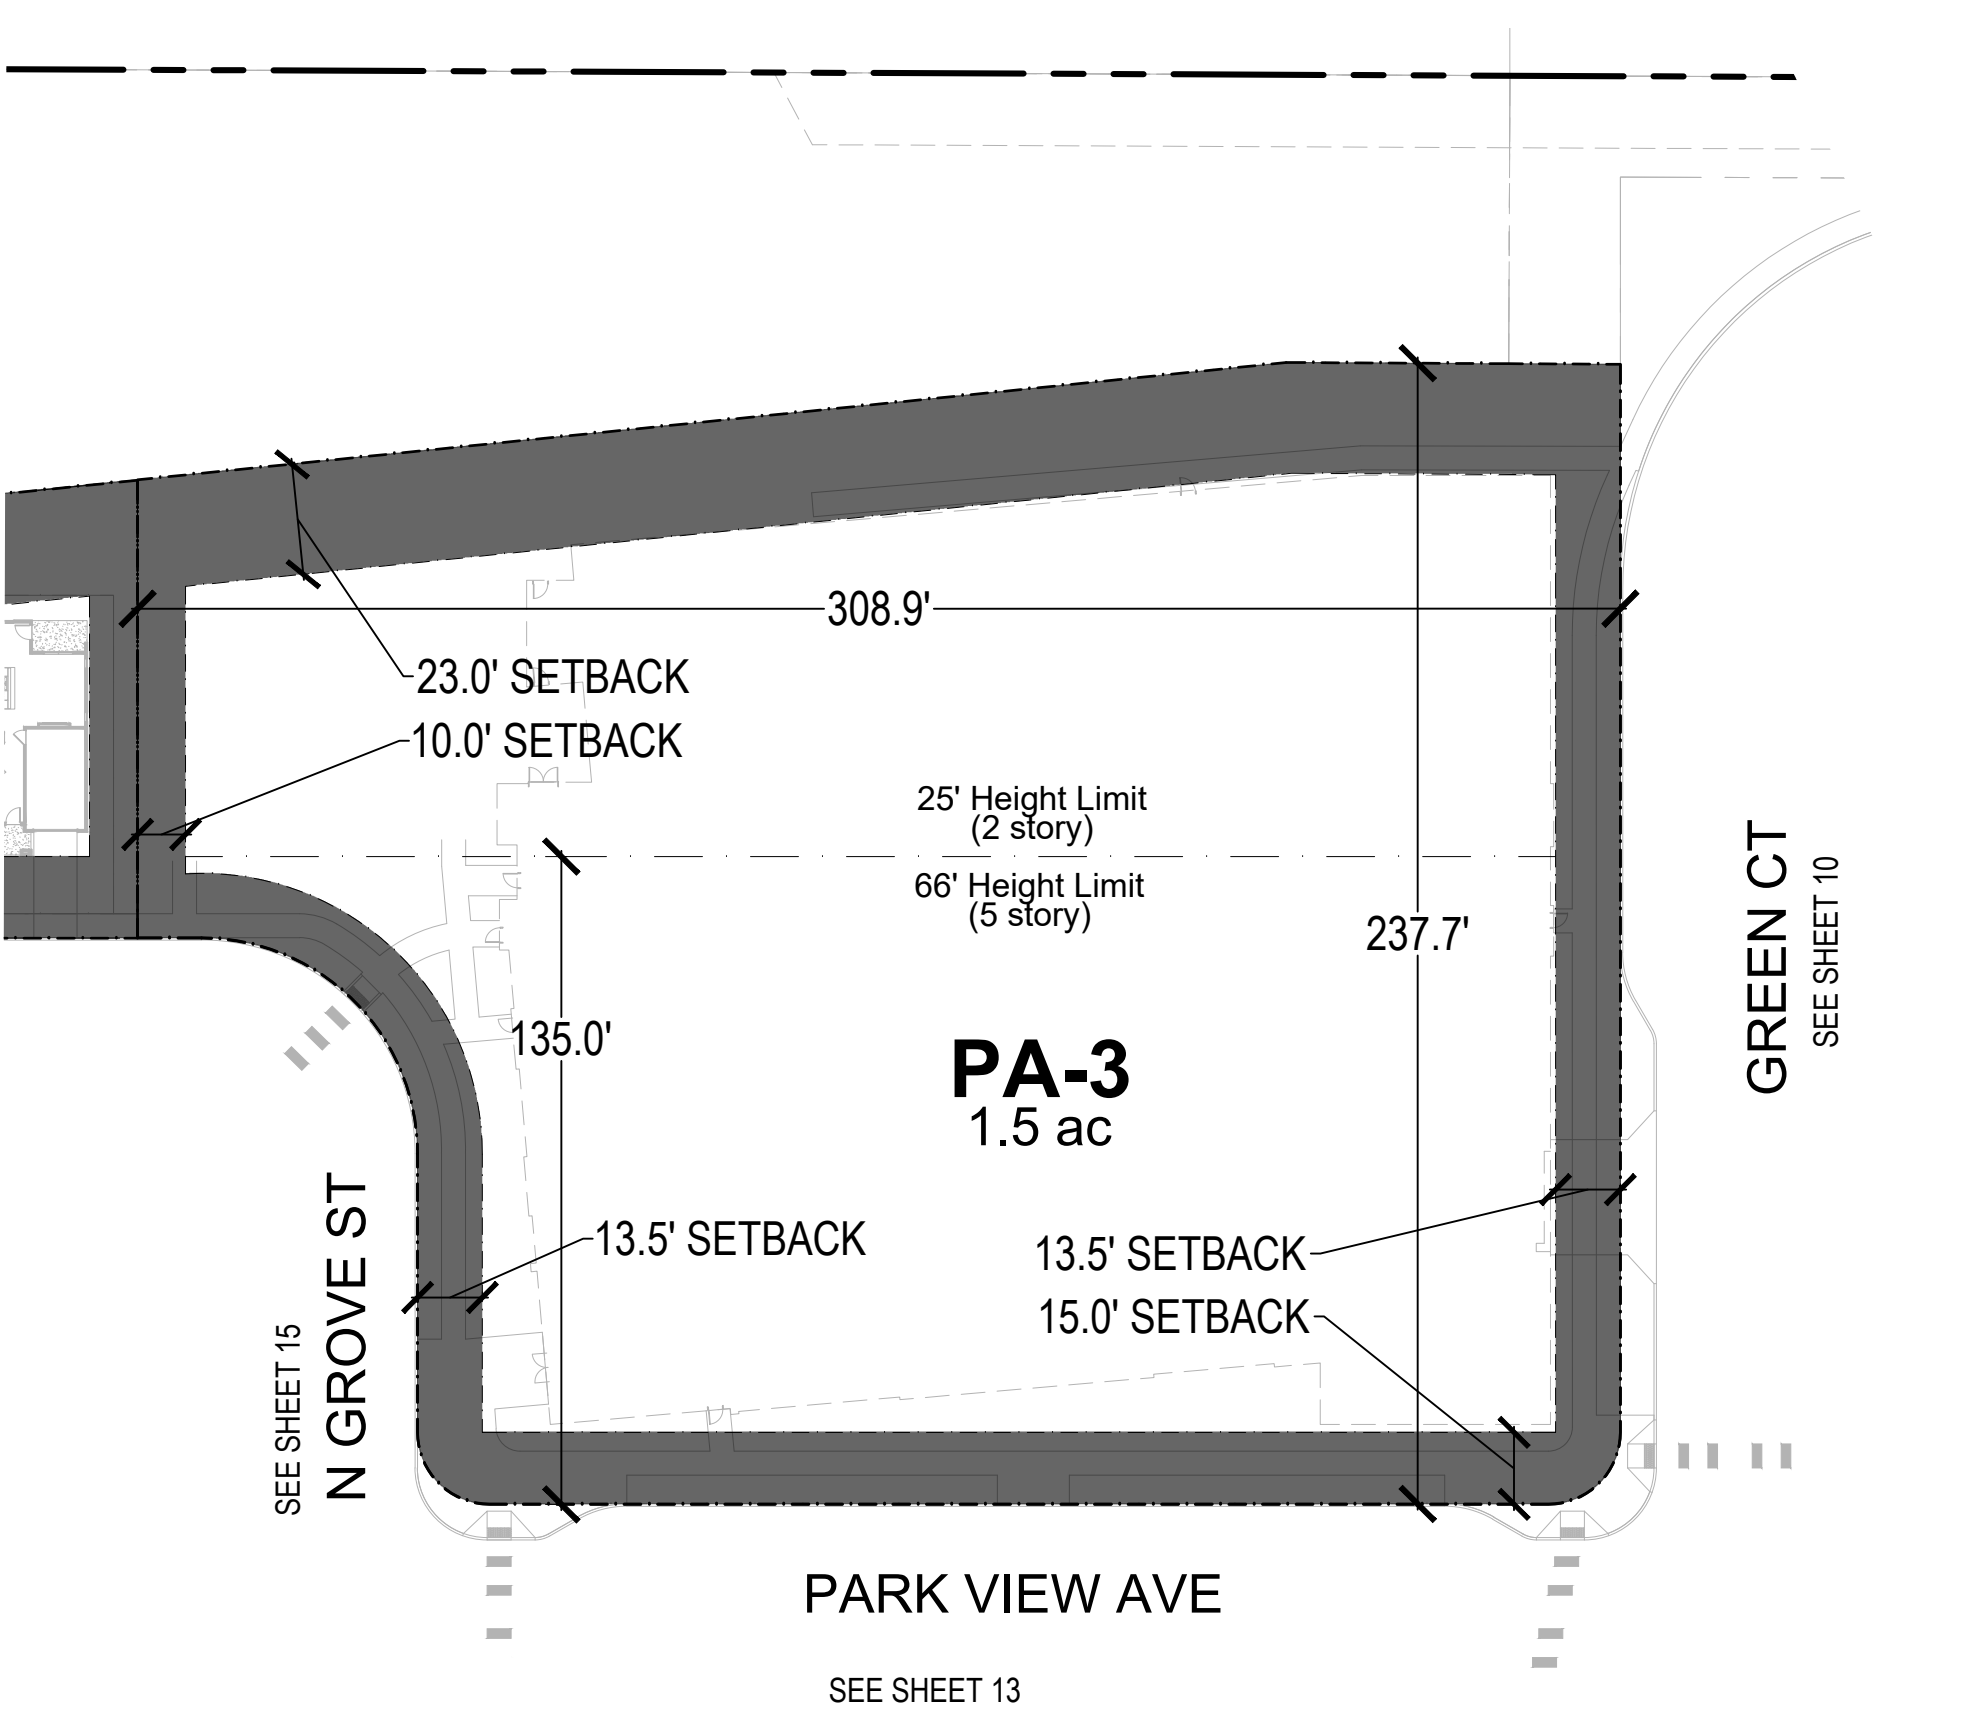 308.9'
23.0' SETBACK
10.0' SETBACK
25' Height Limit
(2 story)
66' Height Limit
(5 story)
237.7'
135.0'
PA-3
1.5 ac
GREEN CT
SEE SHEET 10
13.5' SETBACK
13.5' SETBACK
15.0' SETBACK
N GROVE ST
SEE SHEET 15
PARK VIEW AVE
SEE SHEET 13